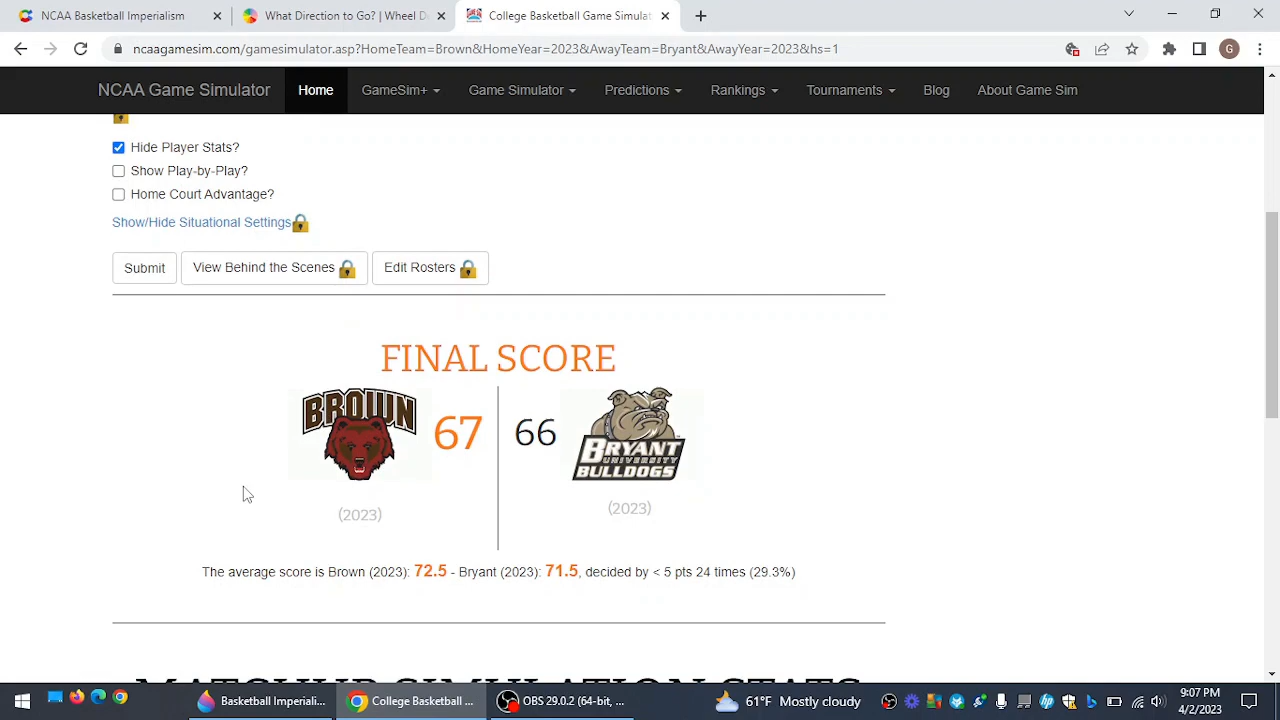 NCAA Basketball Imperialism
What Direction to Go? | Wheel D
College Basketball Game Simulat
ncaagamesim.com/gamesimulator.asp?HomeTeam=Brown&HomeYear=2023&AwayTeam=Bryant&AwayYear=2023&hs=1
G
NCAA Game Simulator
Home
GameSim+
Game Simulator
Predictions
Rankings
Tournaments
Blog
About Game Sim
Hide Player Stats?
Show Play-by-Play?
Home Court Advantage?
Show/Hide Situational Settings
Submit
View Behind the Scenes
Edit Rosters
FINAL SCORE
BROWN
67
66
BRYANT
UNIVERSITY
BULLDOGS
(2023)
(2023)
The average score is Brown (2023): 72.5 - Bryant (2023): 71.5, decided by < 5 pts 24 times (29.3%)
MATCHUP SIMULATION STATS
Basketball Imperiali...
College Basketball ...
OBS 29.0.2 (64-bit, ...
61°F Mostly cloudy
9:07 PM
4/2/2023